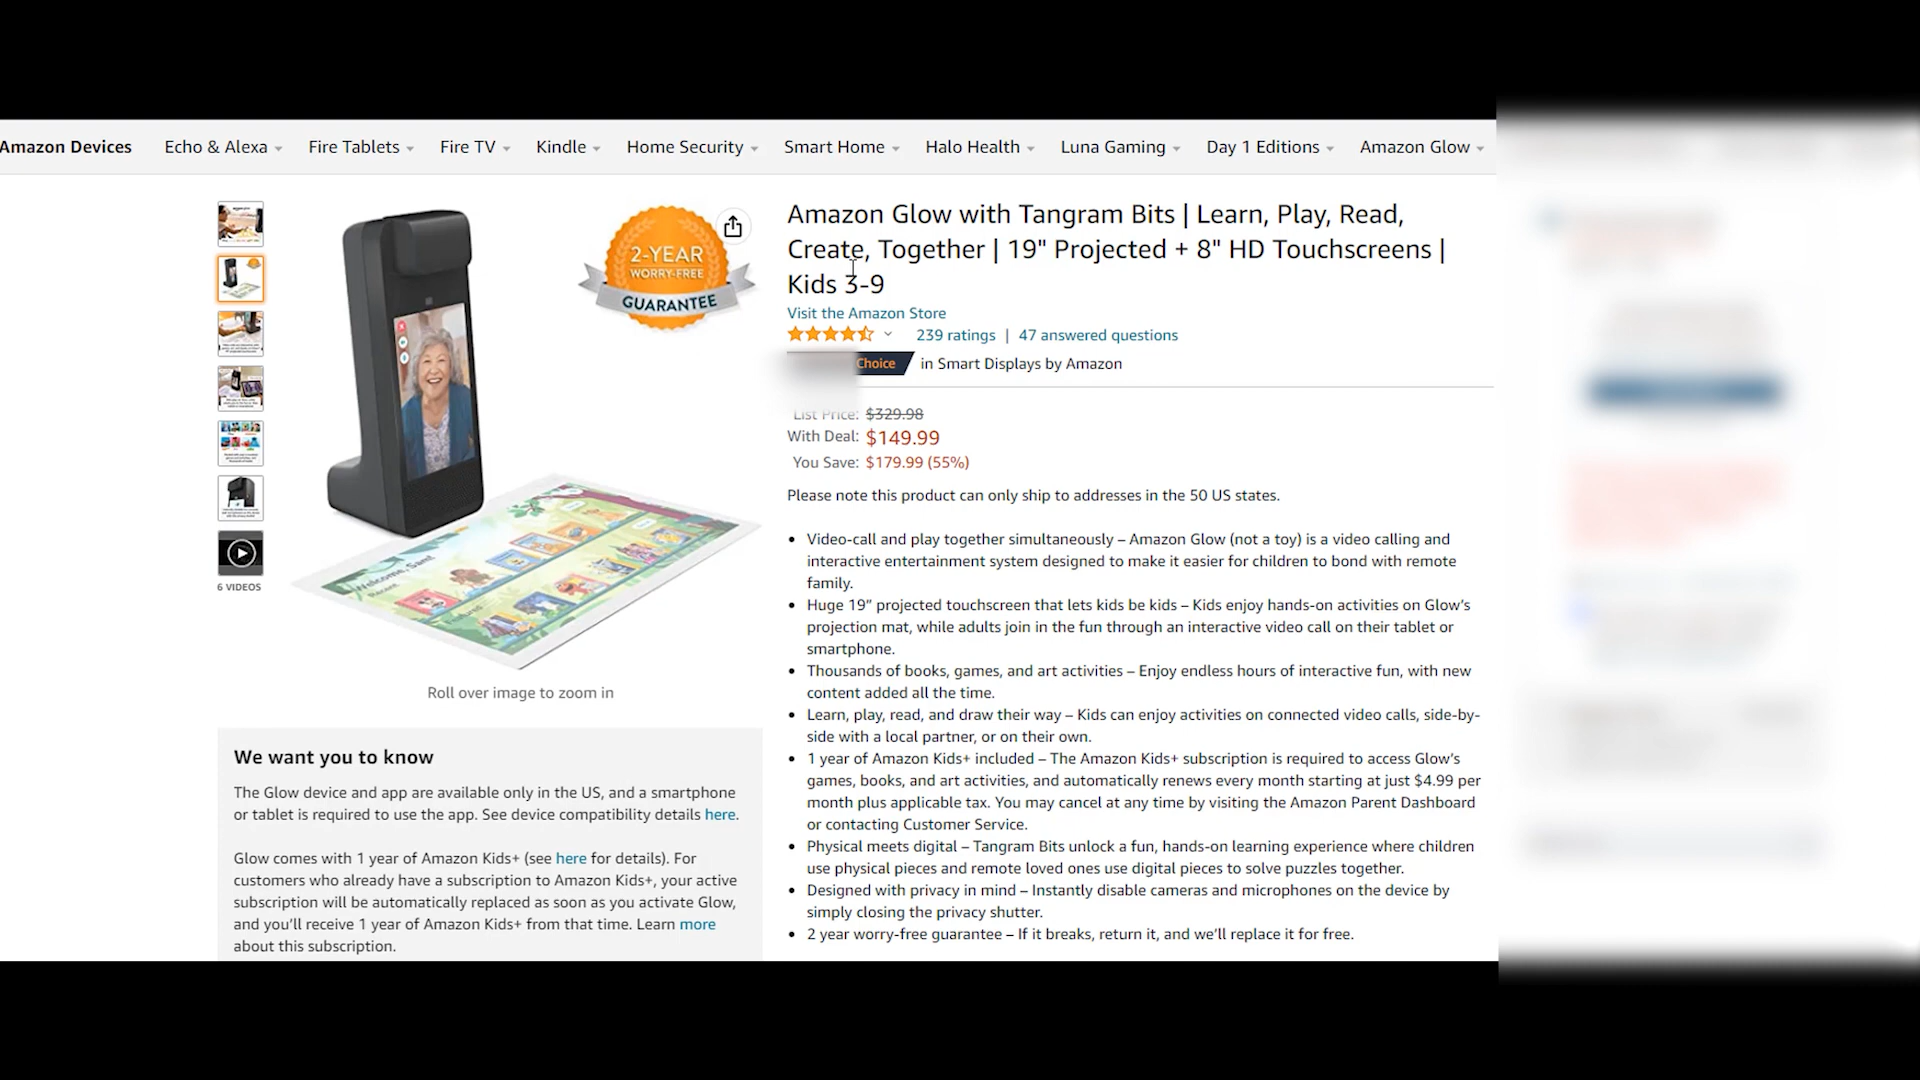 Amazon Devices Echo & Alexa Fire Tablets Fire TV Kindle Home Security Smart Home Halo Health Luna Gaming Day 1 Editions Amazon Glow
2-YEAR
WORRY-FREE
GUARANTEE
Welcome, Sam!
6 VIDEOS
Roll over image to zoom in
We want you to know
The Glow device and app are available only in the US, and a smartphone
or tablet is required to use the app. See device compatibility details here.
Glow comes with 1 year of Amazon Kids+ (see here for details). For
customers who already have a subscription to Amazon Kids+, your active
subscription will be automatically replaced as soon as you activate Glow,
and you’ll receive 1 year of Amazon Kids+ from that time. Learn more
about this subscription.
Amazon Glow with Tangram Bits | Learn, Play, Read,
Create, Together | 19" Projected + 8" HD Touchscreens |
Kids 3-9
Visit the Amazon Store
239 ratings | 47 answered questions
Choice in Smart Displays by Amazon
List Price: $329.98
With Deal: $149.99
You Save: $179.99 (55%)
Please note this product can only ship to addresses in the 50 US states.
• Video-call and play together simultaneously – Amazon Glow (not a toy) is a video calling and
interactive entertainment system designed to make it easier for children to bond with remote
family.
• Huge 19” projected touchscreen that lets kids be kids – Kids enjoy hands-on activities on Glow’s
projection mat, while adults join in the fun through an interactive video call on their tablet or
smartphone.
• Thousands of books, games, and art activities – Enjoy endless hours of interactive fun, with new
content added all the time.
• Learn, play, read, and draw their way – Kids can enjoy activities on connected video calls, side-by-
side with a local partner, or on their own.
• 1 year of Amazon Kids+ included – The Amazon Kids+ subscription is required to access Glow’s
games, books, and art activities, and automatically renews every month starting at just $4.99 per
month plus applicable tax. You may cancel at any time by visiting the Amazon Parent Dashboard
or contacting Customer Service.
• Physical meets digital – Tangram Bits unlock a fun, hands-on learning experience where children
use physical pieces and remote loved ones use digital pieces to solve puzzles together.
• Designed with privacy in mind – Instantly disable cameras and microphones on the device by
simply closing the privacy shutter.
• 2 year worry-free guarantee – If it breaks, return it, and we’ll replace it for free.